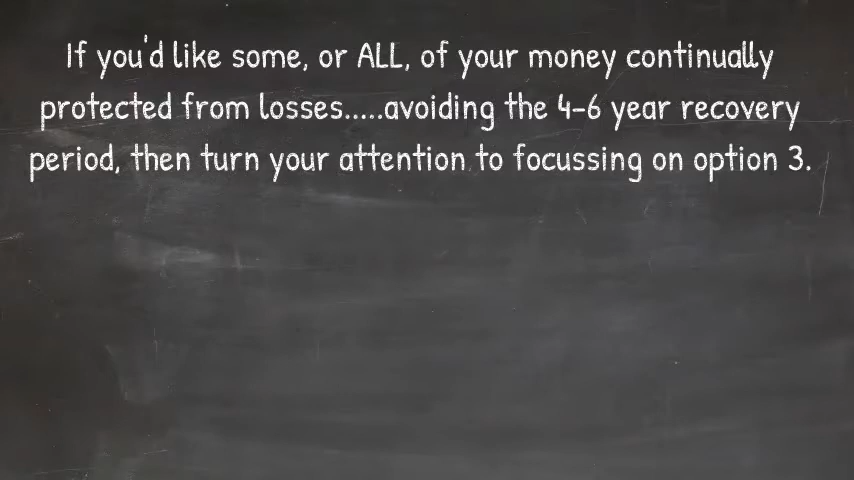 If you'd like some, or ALL, of your money continually
protected from losses.....avoiding the 4-6 year recovery
period, then turn your attention to focussing on option 3.